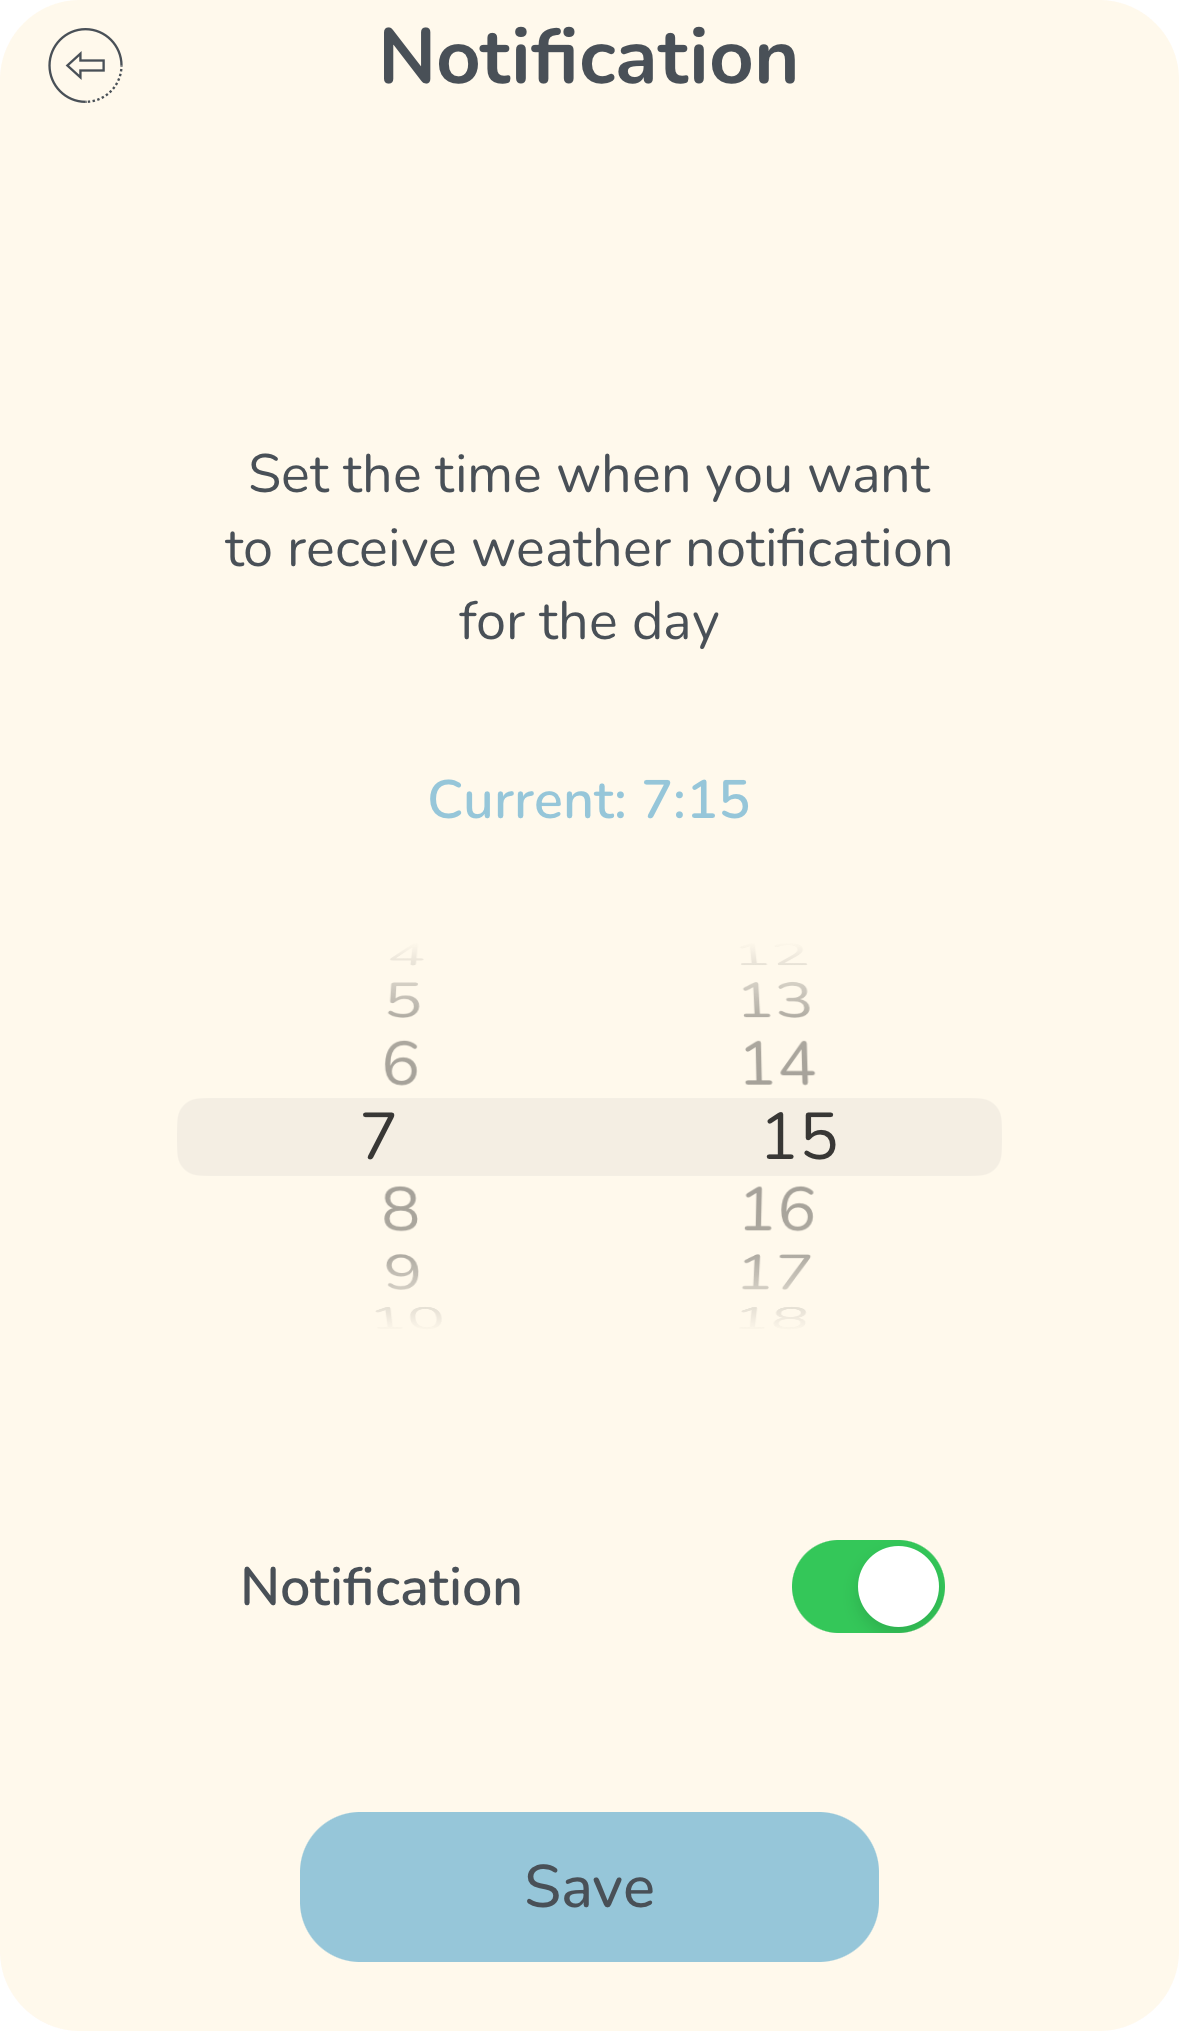 Notification
Set the time when you want
to receive weather notification
for the day
Current: 7:15
4 12
5 13
6 14
7 15
8 16
9 17
10 18
Notification
Save